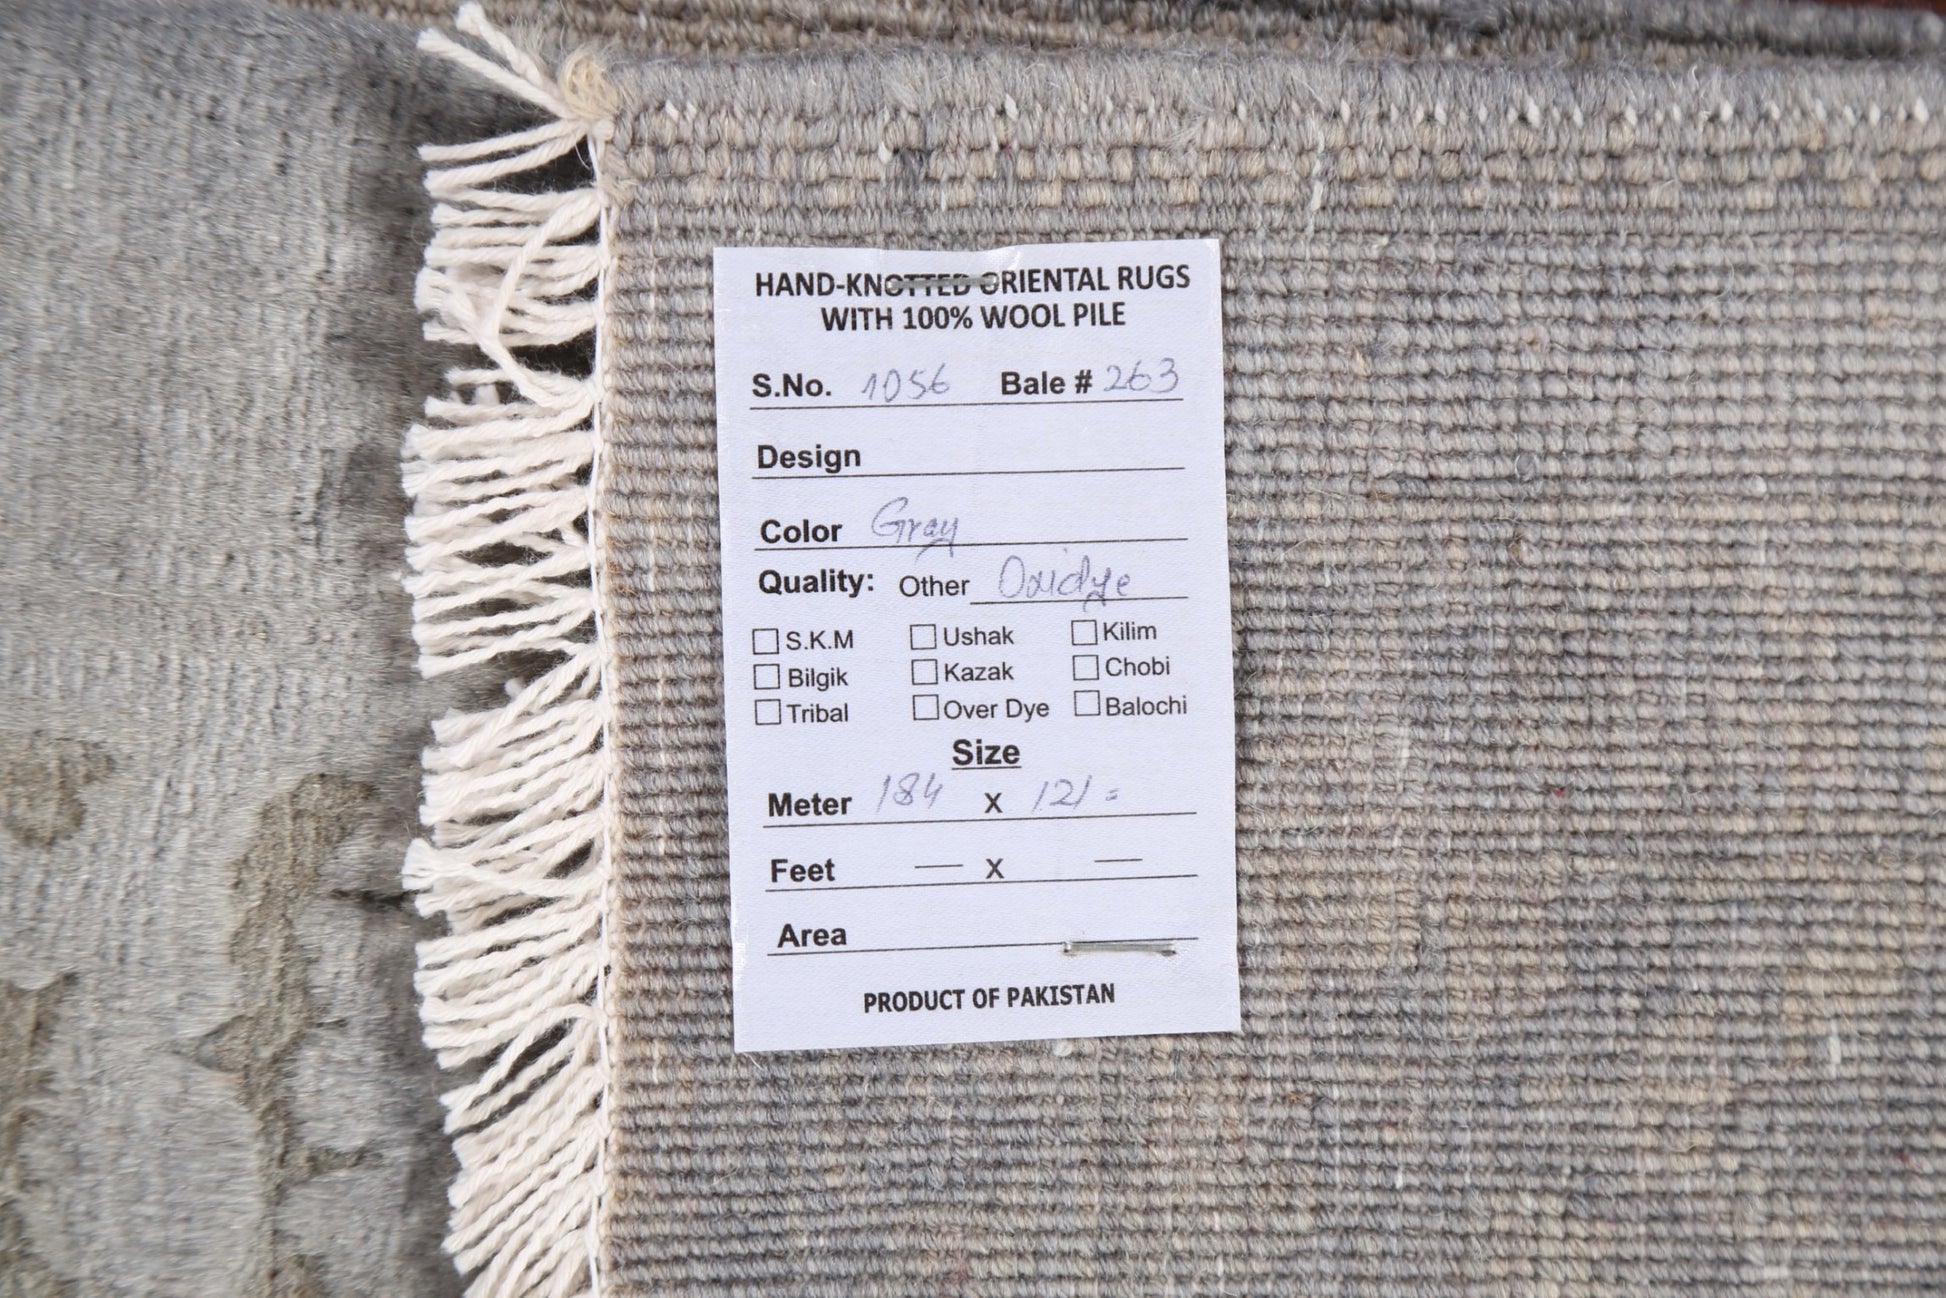 HAND-KNOTTED ORIENTAL RUGS
WITH 100% WOOL PILE
S.No. 1056 Bale # 263
Design
Color Gray
Quality: Other Oxidye
☐ S.K.M ☐ Ushak ☐ Kilim
☐ Bilgik ☐ Kazak ☐ Chobi
☐ Tribal ☐ Over Dye ☐ Balochi
Size
Meter 184 X 121=
Feet — X —
Area
PRODUCT OF PAKISTAN